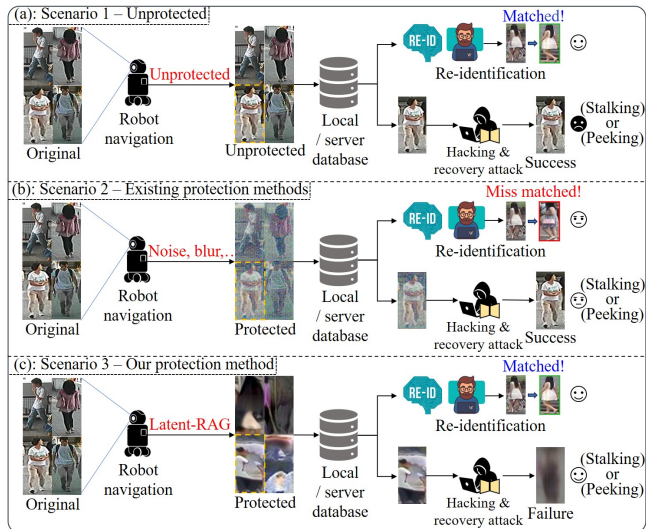 (a): Scenario 1 – Unprotected
Matched!
RE-ID
Unprotected
Re-identification
Robot
navigation
Original
Unprotected
Local
/ server
database
Hacking &
recovery attack
Success
(Stalking)
or
(Peeking)
(b): Scenario 2 – Existing protection methods
Miss matched!
RE-ID
Noise, blur,..
Re-identification
Robot
navigation
Original
Protected
Local
/ server
database
Hacking &
recovery attack
Success
(Stalking)
or
(Peeking)
(c): Scenario 3 – Our protection method
Matched!
RE-ID
Latent-RAG
Re-identification
Robot
navigation
Original
Protected
Local
/ server
database
Hacking &
recovery attack
Failure
(Stalking)
or
(Peeking)